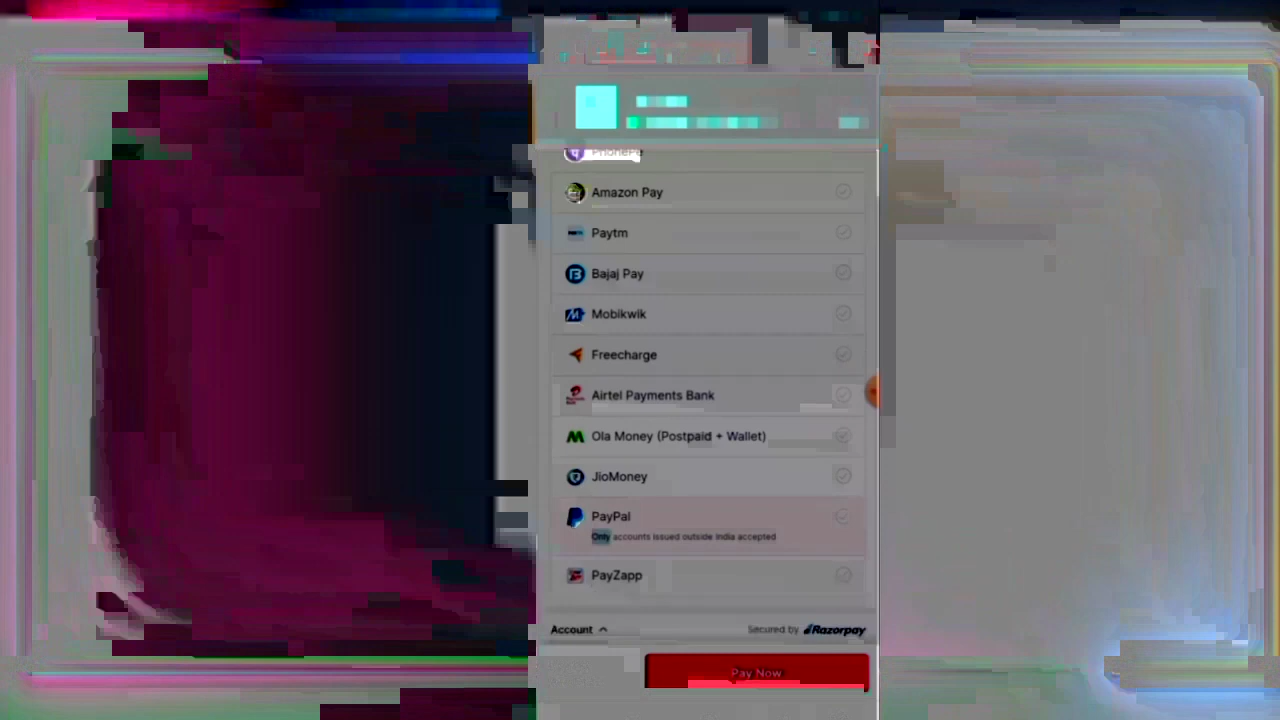 PhonePe
Amazon Pay
Paytm
Bajaj Pay
Mobikwik
Freecharge
Airtel Payments Bank
Ola Money (Postpaid + Wallet)
JioMoney
PayPal
Only accounts issued outside India accepted
PayZapp
Account
Secured by Razorpay
Pay Now